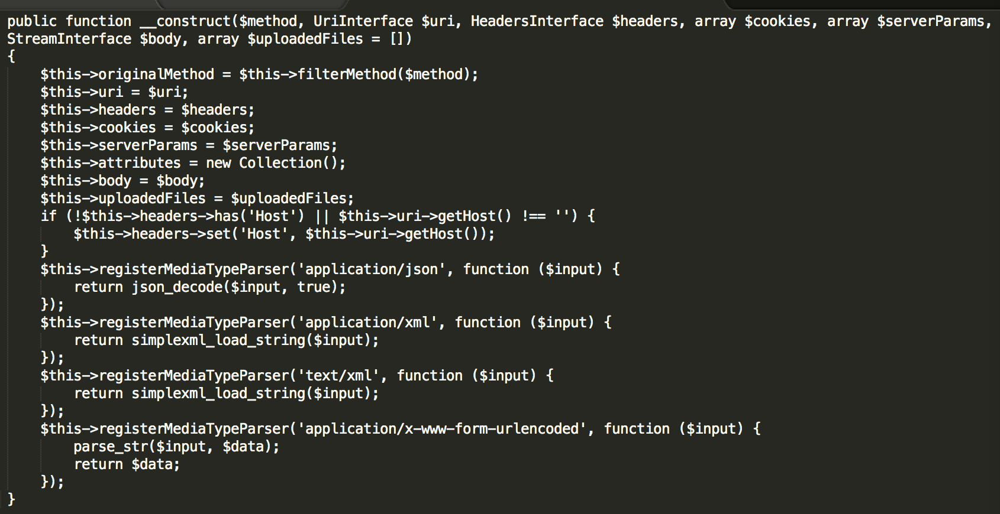 public function __construct($method, UriInterface $uri, HeadersInterface $headers, array $cookies, array $serverParams,
StreamInterface $body, array $uploadedFiles = [])
{
    $this->originalMethod = $this->filterMethod($method);
    $this->uri = $uri;
    $this->headers = $headers;
    $this->cookies = $cookies;
    $this->serverParams = $serverParams;
    $this->attributes = new Collection();
    $this->body = $body;
    $this->uploadedFiles = $uploadedFiles;
    if (!$this->headers->has('Host') || $this->uri->getHost() !== '') {
        $this->headers->set('Host', $this->uri->getHost());
    }
    $this->registerMediaTypeParser('application/json', function ($input) {
        return json_decode($input, true);
    });
    $this->registerMediaTypeParser('application/xml', function ($input) {
        return simplexml_load_string($input);
    });
    $this->registerMediaTypeParser('text/xml', function ($input) {
        return simplexml_load_string($input);
    });
    $this->registerMediaTypeParser('application/x-www-form-urlencoded', function ($input) {
        parse_str($input, $data);
        return $data;
    });
}